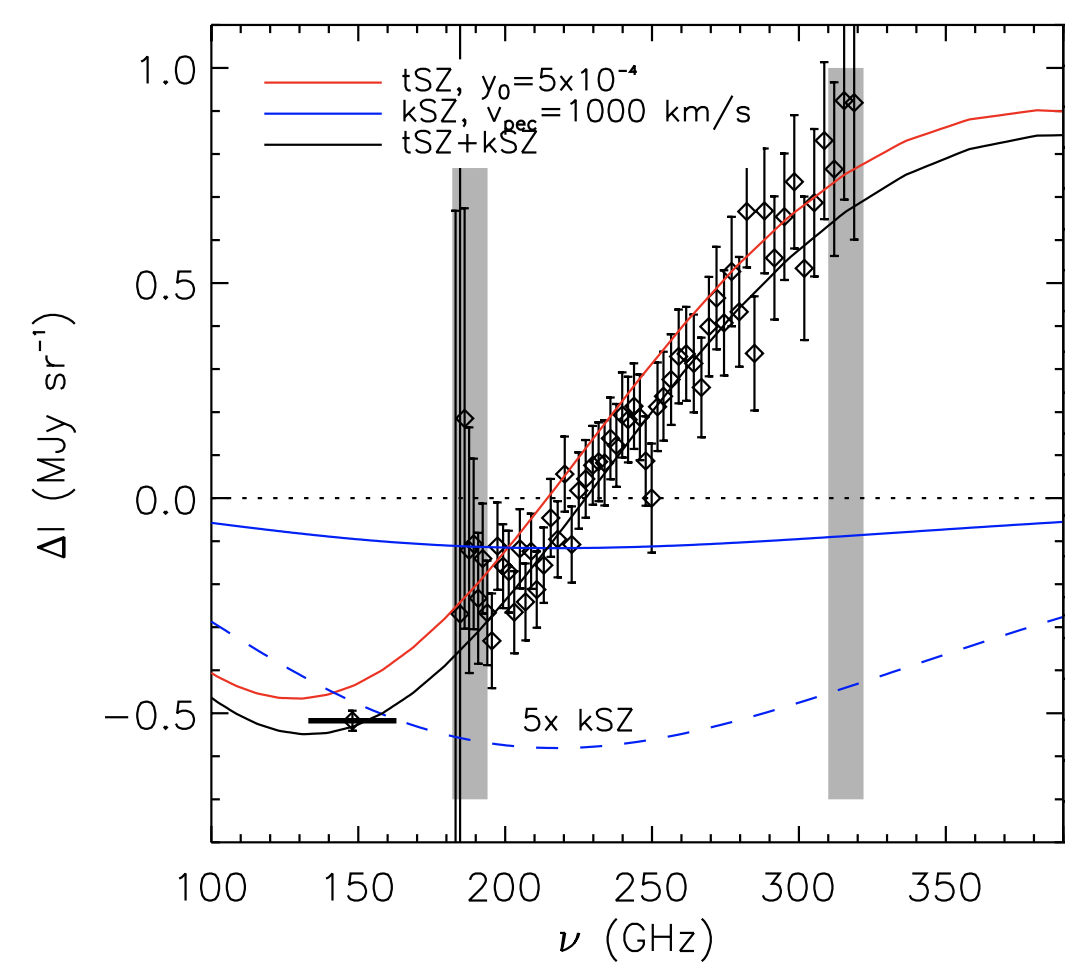 tSZ, y₀=5x10⁻⁴
kSZ, vₚₑc=1000 km/s
tSZ+kSZ
1.0
0.5
0.0
−0.5
ΔI (MJy sr⁻¹)
5x kSZ
100 150 200 250 300 350
ν (GHz)